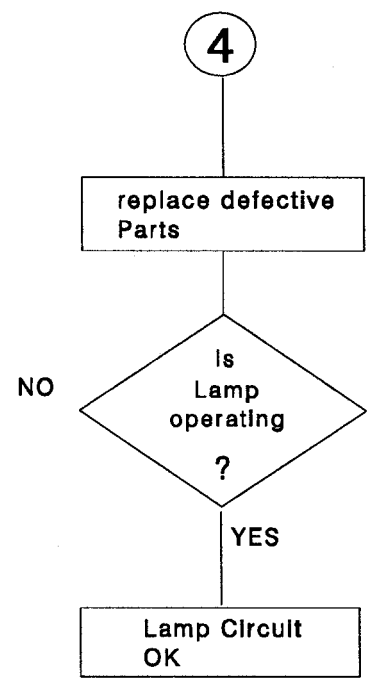 4
replace defective
Parts
Is
Lamp
operating
?
NO
YES
Lamp Circuit
OK